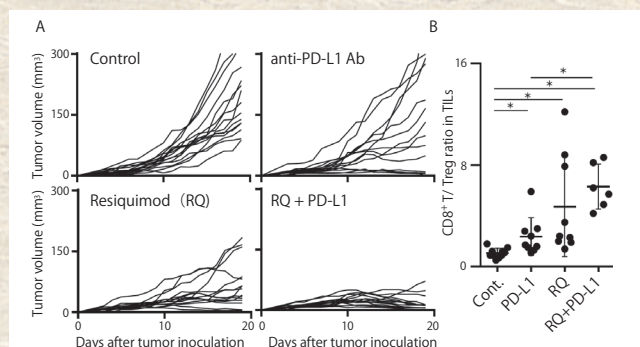 A
B
Control
anti-PD-L1 Ab
Tumor volume (mm³)
300
150
0
Resiquimod (RQ)
RQ + PD-L1
Tumor volume (mm³)
300
150
0
0
10
20
0
10
20
Days after tumor inoculation
Days after tumor inoculation
CD8⁺ T/ Treg ratio in TILs
16
8
0
*
*
*
*
Cont.
PD-L1
RQ
RQ+PD-L1